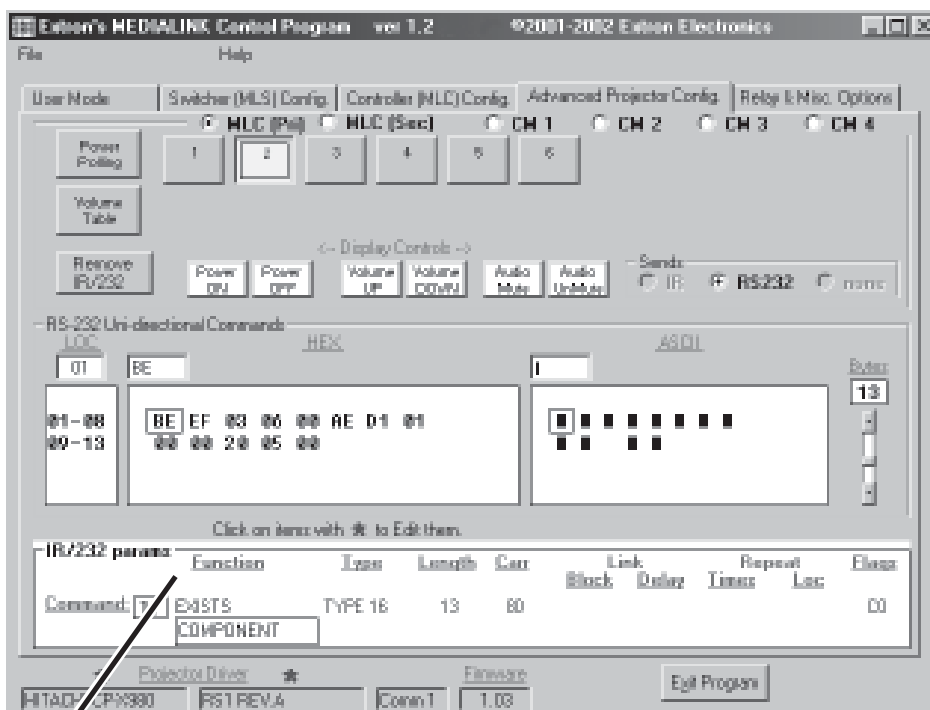 Extron's MEDIALINK Control Program ver 1.2 ©2001-2002 Extron Electronics
File Help
User Mode Switcher (MLS) Config. Controller (MLC) Config. Advanced Projector Config. Relay & Misc. Options
MLC (Pri) MLC (Sec) CH 1 CH 2 CH 3 CH 4
Power Polling
1 2 3 4 5 6
Volume Table
<-- Display Controls -->
Remove IR/232
Power ON Power OFF Volume UP Volume DOWN Audio Mute Audio UnMute
Sends
IR RS232 none
RS-232 Uni-directional Commands
LOC HEX ASCII Bytes
01 BE 13
01-08 BE EF 03 06 00 AE D1 01
09-13 00 00 20 05 00
Click on items with * to Edit them.
IR/232 params
Function Type Length Carr Link Repeat Flags
Block Delay Times Loc
Command: EXISTS TYPE 16 13 80 C0
COMPONENT
* Projector Driver * Firmware
RS1 REV.A Comm 1 1.03 Exit Program